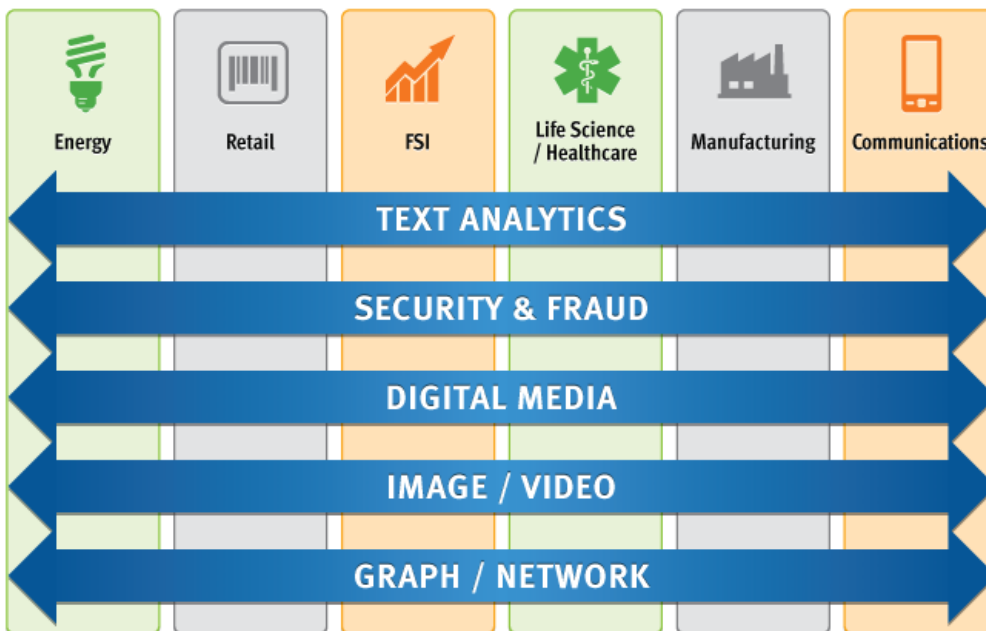 Energy
Retail
FSI
Life Science
/ Healthcare
Manufacturing
Communications
TEXT ANALYTICS
SECURITY & FRAUD
DIGITAL MEDIA
IMAGE / VIDEO
GRAPH / NETWORK